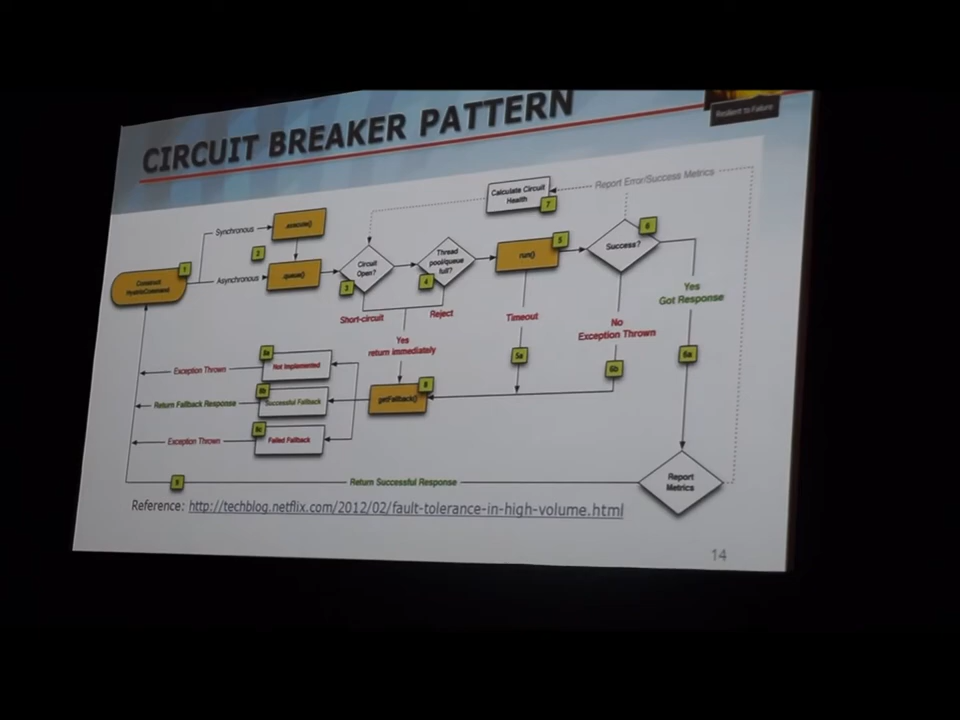 CIRCUIT BREAKER PATTERN
Resilient to Failure
Calculate Circuit
Health
7
Report Error/Success Metrics
Synchronous
.execute()
2
Asynchronous
.queue()
1
Construct
HystrixCommand
Circuit
Open?
3
Thread
pool/queue
full?
4
run()
5
Success?
6
Short-circuit
Reject
Timeout
No
Exception Thrown
Yes
Got Response
Yes
return immediately
5a
6b
6a
8a
Not Implemented
Exception Thrown
8b
Successful Fallback
Return Fallback Response
8c
Failed Fallback
Exception Thrown
getFallback()
8
9
Return Successful Response
Report
Metrics
Reference: http://techblog.netflix.com/2012/02/fault-tolerance-in-high-volume.html
14